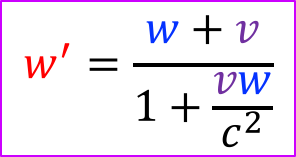 w′ = (w + v) / (1 + vw/c²)